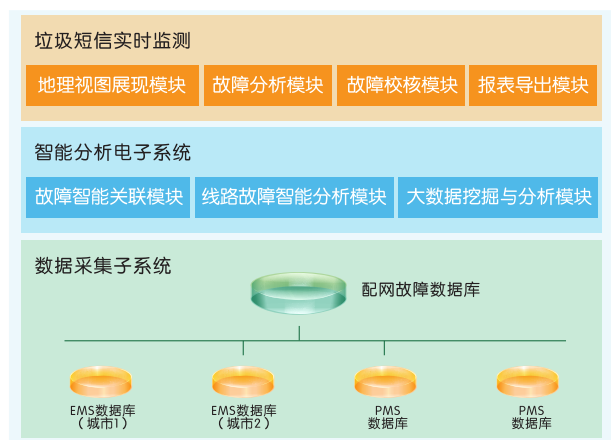 垃圾短信实时监测
地理视图展现模块 故障分析模块 故障校核模块 报表导出模块
智能分析电子系统
故障智能关联模块 线路故障智能分析模块 大数据挖掘与分析模块
数据采集子系统
配网故障数据库
EMS数据库 EMS数据库 PMS PMS
（城市1） （城市2） 数据库 数据库